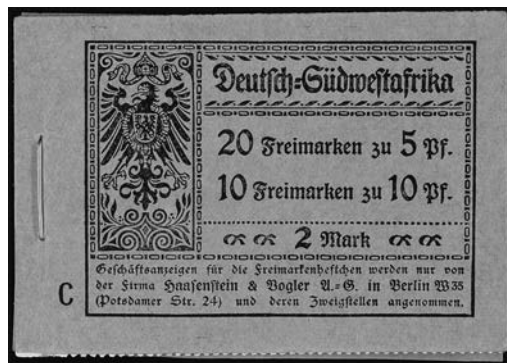 Deutsch=Südwestafrika
20 Freimarken zu 5 Pf.
10 Freimarken zu 10 Pf.
2 Mark
Geschäftsanzeigen für die Freimarkenheftchen werden nur von
der Firma Haasenstein & Vogler A.=G. in Berlin W35
(Potsdamer Str. 24) und deren Zweigstellen angenommen.
C